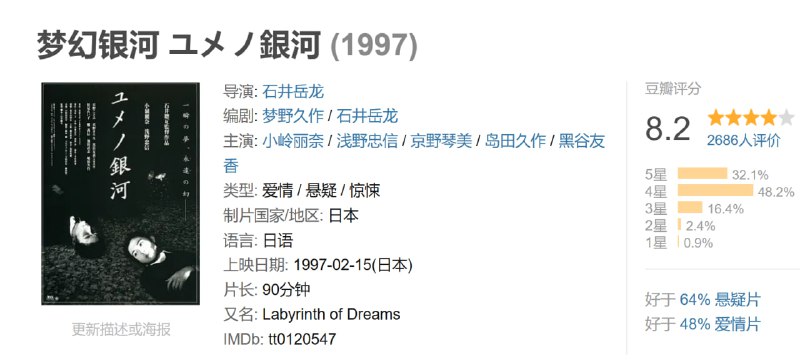 梦幻银河 ユメノ銀河 (1997)
一瞬の夢、永遠の幻
石井聰亙監督作品
小嶺麗奈 浅野忠信
ユメノ銀河
更新描述或海报
导演: 石井岳龙
编剧: 梦野久作 / 石井岳龙
主演: 小岭丽奈 / 浅野忠信 / 京野琴美 / 岛田久作 / 黑谷友
香
类型: 爱情 / 悬疑 / 惊悚
制片国家/地区: 日本
语言: 日语
上映日期: 1997-02-15(日本)
片长: 90分钟
又名: Labyrinth of Dreams
IMDb: tt0120547
豆瓣评分
8.2
2686人评价
5星 32.1%
4星 48.2%
3星 16.4%
2星 2.4%
1星 0.9%
好于 64% 悬疑片
好于 48% 爱情片